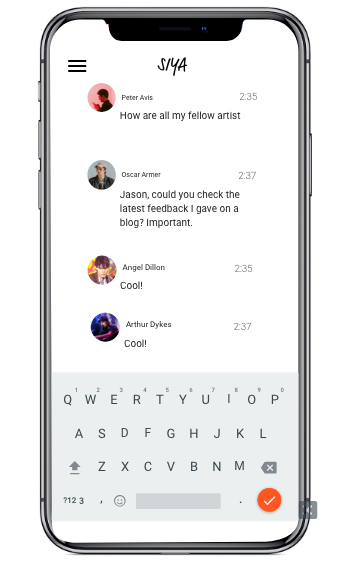 SIYA
Peter Avis 2:35
How are all my fellow artist
Oscar Armer 2:37
Jason, could you check the
latest feedback I gave on a
blog? Important.
Angel Dillon 2:35
Cool!
Arthur Dykes 2:37
Cool!
1 2 3 4 5 6 7 8 9 0
Q W E R T Y U I O P
A S D F G H J K L
Z X C V B N M
?12 3 , .